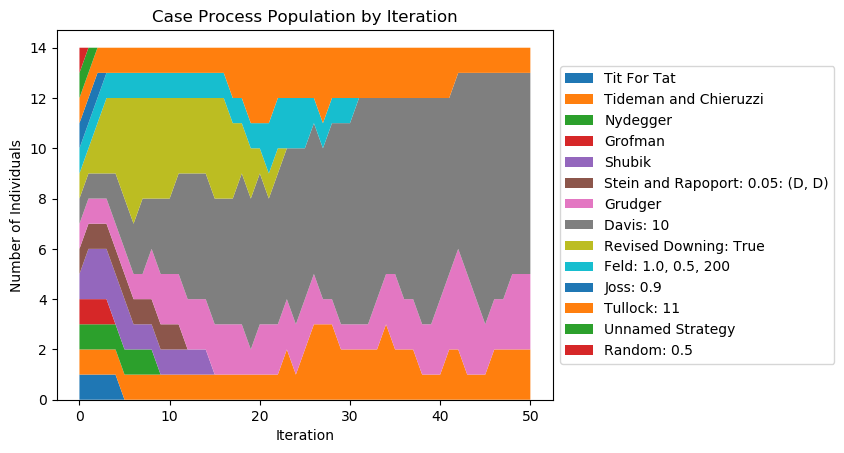 Case Process Population by Iteration
Number of Individuals
14
12
10
8
6
4
2
0
0 10 20 30 40 50
Iteration
Tit For Tat
Tideman and Chieruzzi
Nydegger
Grofman
Shubik
Stein and Rapoport: 0.05: (D, D)
Grudger
Davis: 10
Revised Downing: True
Feld: 1.0, 0.5, 200
Joss: 0.9
Tullock: 11
Unnamed Strategy
Random: 0.5